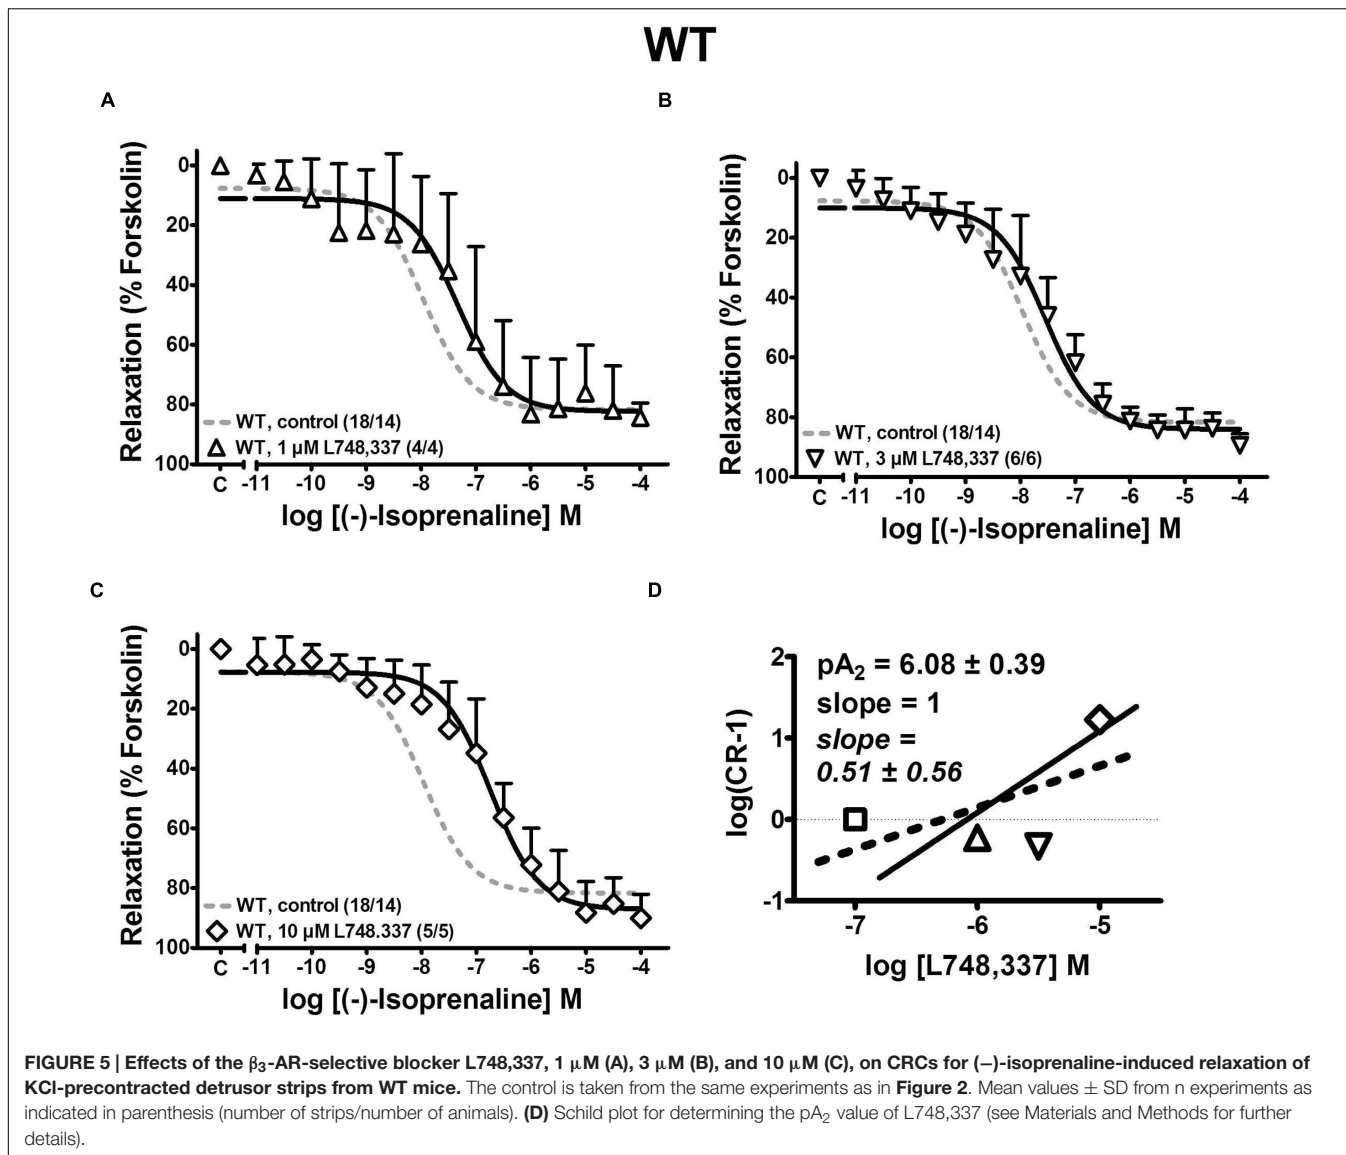 WT
A
Relaxation (% Forskolin)
0
20
40
60
80
100
WT, control (18/14)
WT, 1 µM L748,337 (4/4)
C -11 -10 -9 -8 -7 -6 -5 -4
log [(-)-Isoprenaline] M
B
Relaxation (% Forskolin)
0
20
40
60
80
100
WT, control (18/14)
WT, 3 µM L748,337 (6/6)
C -11 -10 -9 -8 -7 -6 -5 -4
log [(-)-Isoprenaline] M
C
Relaxation (% Forskolin)
0
20
40
60
80
100
WT, control (18/14)
WT, 10 µM L748.337 (5/5)
C -11 -10 -9 -8 -7 -6 -5 -4
log [(-)-Isoprenaline] M
D
log(CR-1)
2
1
0
-1
pA₂ = 6.08 ± 0.39
slope = 1
slope =
0.51 ± 0.56
-7 -6 -5
log [L748,337] M
FIGURE 5 | Effects of the β₃-AR-selective blocker L748,337, 1 µM (A), 3 µM (B), and 10 µM (C), on CRCs for (−)-isoprenaline-induced relaxation of
KCl-precontracted detrusor strips from WT mice. The control is taken from the same experiments as in Figure 2. Mean values ± SD from n experiments as
indicated in parenthesis (number of strips/number of animals). (D) Schild plot for determining the pA₂ value of L748,337 (see Materials and Methods for further
details).